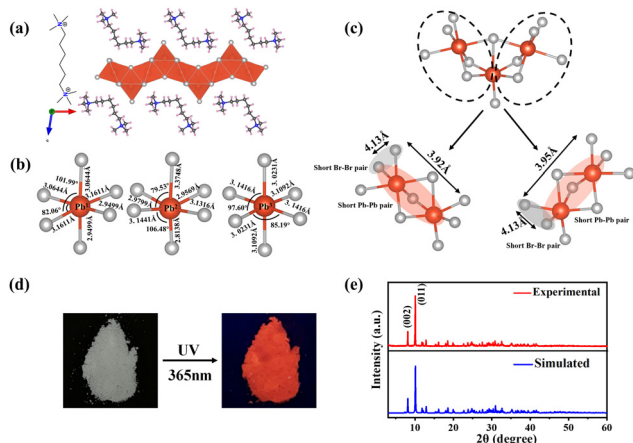 (a)
(b)
101.99°
3.0644Å
3.0644Å
3.1611Å
Pb
82.06°
2.9499Å
3.1611Å
2.9499Å
79.53°
3.3748Å
2.9569Å
2.9799Å
Pb
3.1316Å
3.1441Å
106.48°
2.8138Å
3.0231Å
3.1416Å
3.1092Å
97.60°
Pb
3.1416Å
3.0231Å
3.1092Å
85.19°
(c)
4.13Å
Short Br-Br pair
3.92Å
Short Pb-Pb pair
3.95Å
Short Pb-Pb pair
4.13Å
Short Br-Br pair
(d)
UV
365nm
(e)
Intensity (a.u.)
(002)
(011)
Experimental
Simulated
10 20 30 40 50 60
2θ (degree)